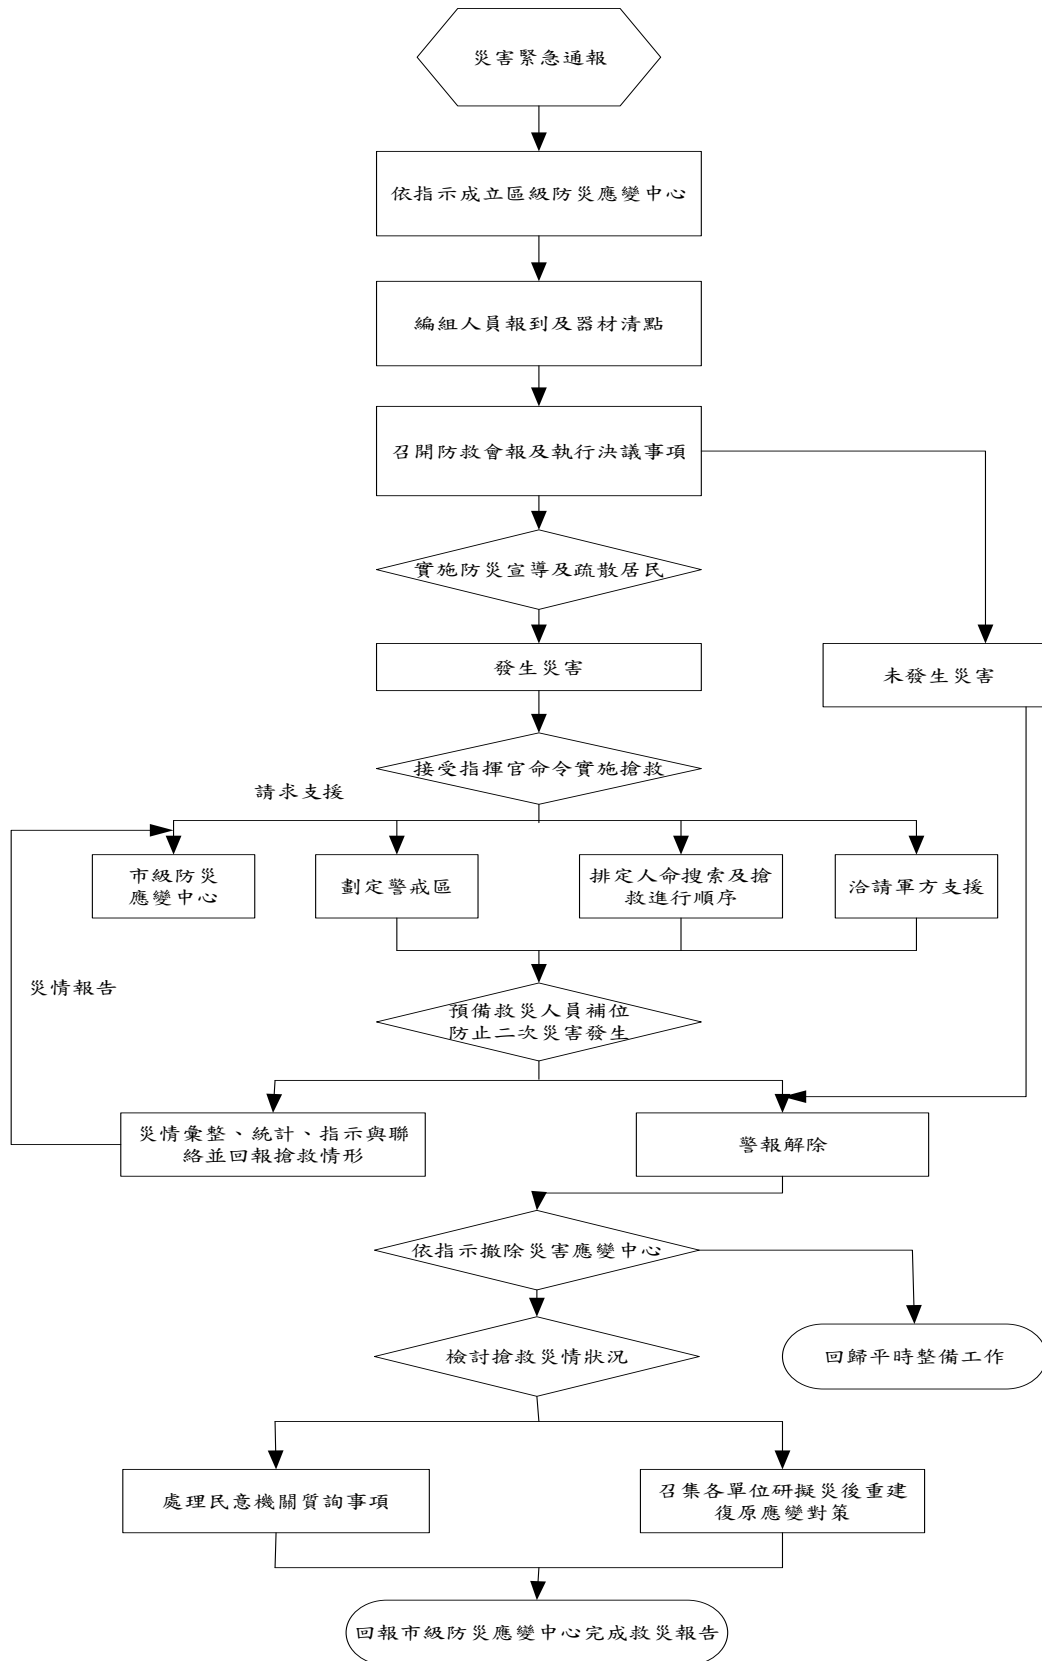 災害緊急通報
依指示成立區級防災應變中心
編組人員報到及器材清點
召開防救會報及執行決議事項
實施防災宣導及疏散居民
發生災害
未發生災害
接受指揮官命令實施搶救
請求支援
市級防災
應變中心
劃定警戒區
排定人命搜索及搶
救進行順序
洽請軍方支援
災情報告
預備救災人員補位
防止二次災害發生
災情彙整、統計、指示與聯
絡並回報搶救情形
警報解除
依指示撤除災害應變中心
檢討搶救災情狀況
回歸平時整備工作
處理民意機關質詢事項
召集各單位研擬災後重建
復原應變對策
回報市級防災應變中心完成救災報告